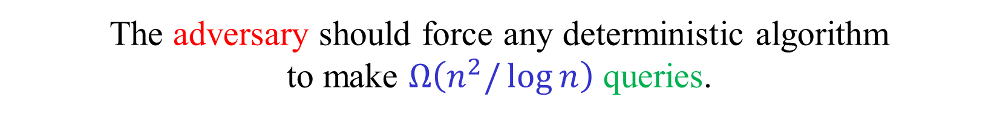 The adversary should force any deterministic algorithm
to make Ω(n²/log n) queries.